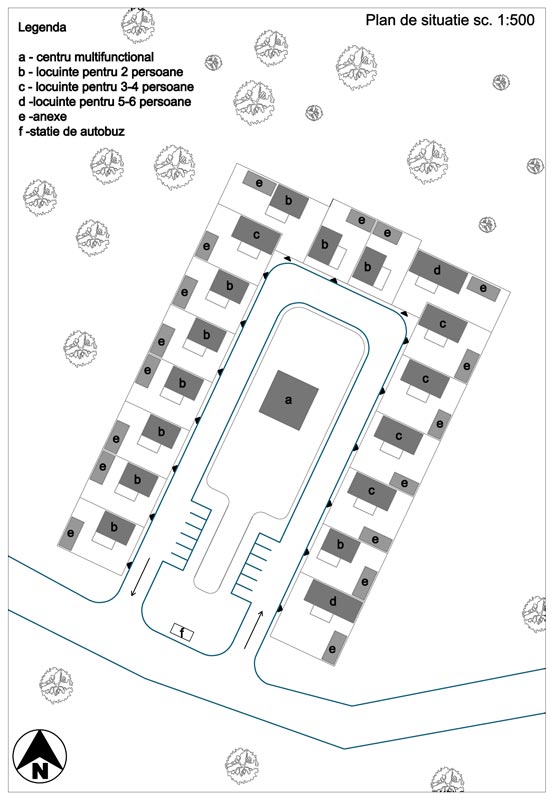 Plan de situatie sc. 1:500
Legenda
a - centru multifunctional
b - locuinte pentru 2 persoane
c - locuinte pentru 3-4 persoane
d -locuinte pentru 5-6 persoane
e -anexe
f -statie de autobuz
e
b
e
e
c
b
b
e
d
e
e
b
c
b
e
e
c
b
a
e
b
c
e
b
e
c
e
b
e
b
e
b
d
e
f
e
N